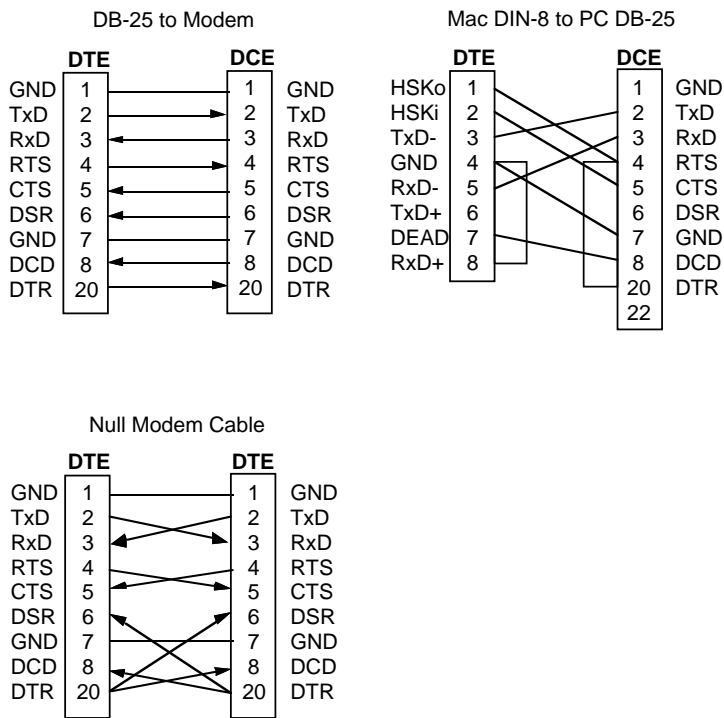 DB-25 to Modem
DTE DCE
GND 1 1 GND
TxD 2 2 TxD
RxD 3 3 RxD
RTS 4 4 RTS
CTS 5 5 CTS
DSR 6 6 DSR
GND 7 7 GND
DCD 8 8 DCD
DTR 20 20 DTR
Mac DIN-8 to PC DB-25
DTE DCE
HSKo 1 1 GND
HSKi 2 2 TxD
TxD- 3 3 RxD
GND 4 4 RTS
RxD- 5 5 CTS
TxD+ 6 6 DSR
DEAD 7 7 GND
RxD+ 8 8 DCD
20 DTR
22
Null Modem Cable
DTE DTE
GND 1 1 GND
TxD 2 2 TxD
RxD 3 3 RxD
RTS 4 4 RTS
CTS 5 5 CTS
DSR 6 6 DSR
GND 7 7 GND
DCD 8 8 DCD
DTR 20 20 DTR